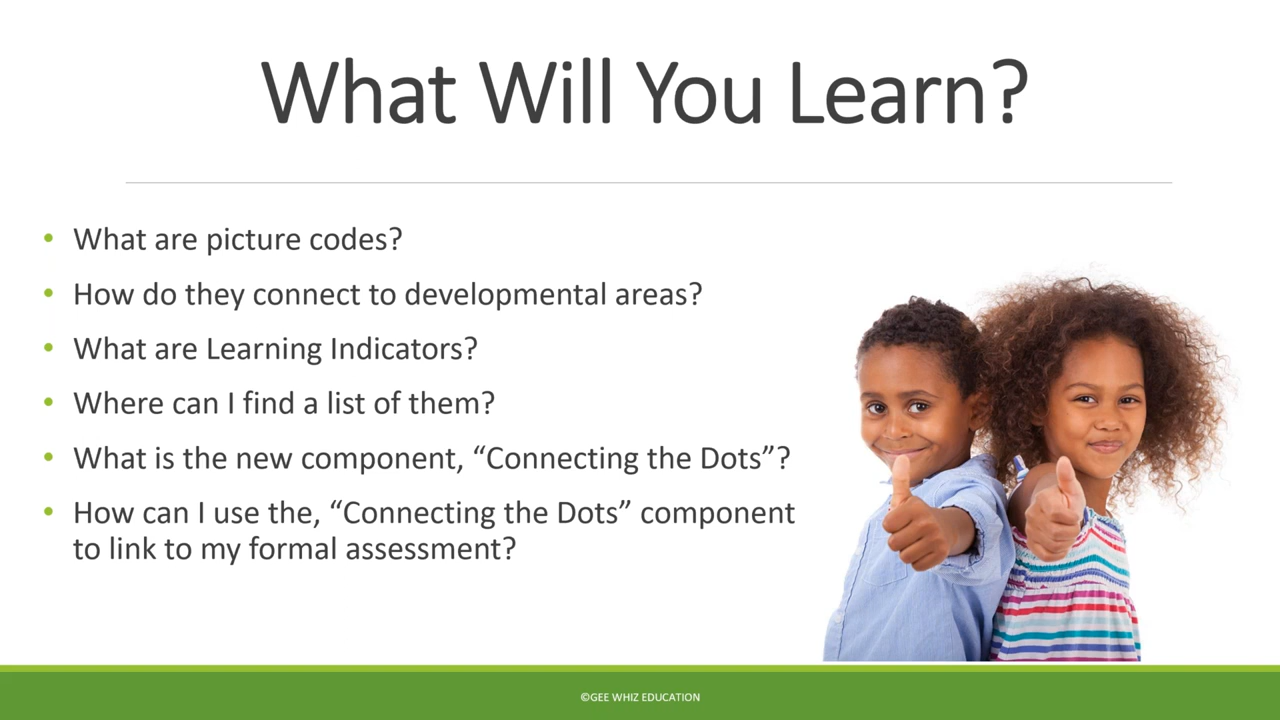 What Will You Learn?
• What are picture codes?
• How do they connect to developmental areas?
• What are Learning Indicators?
• Where can I find a list of them?
• What is the new component, “Connecting the Dots”?
• How can I use the, “Connecting the Dots” component
to link to my formal assessment?
©GEE WHIZ EDUCATION